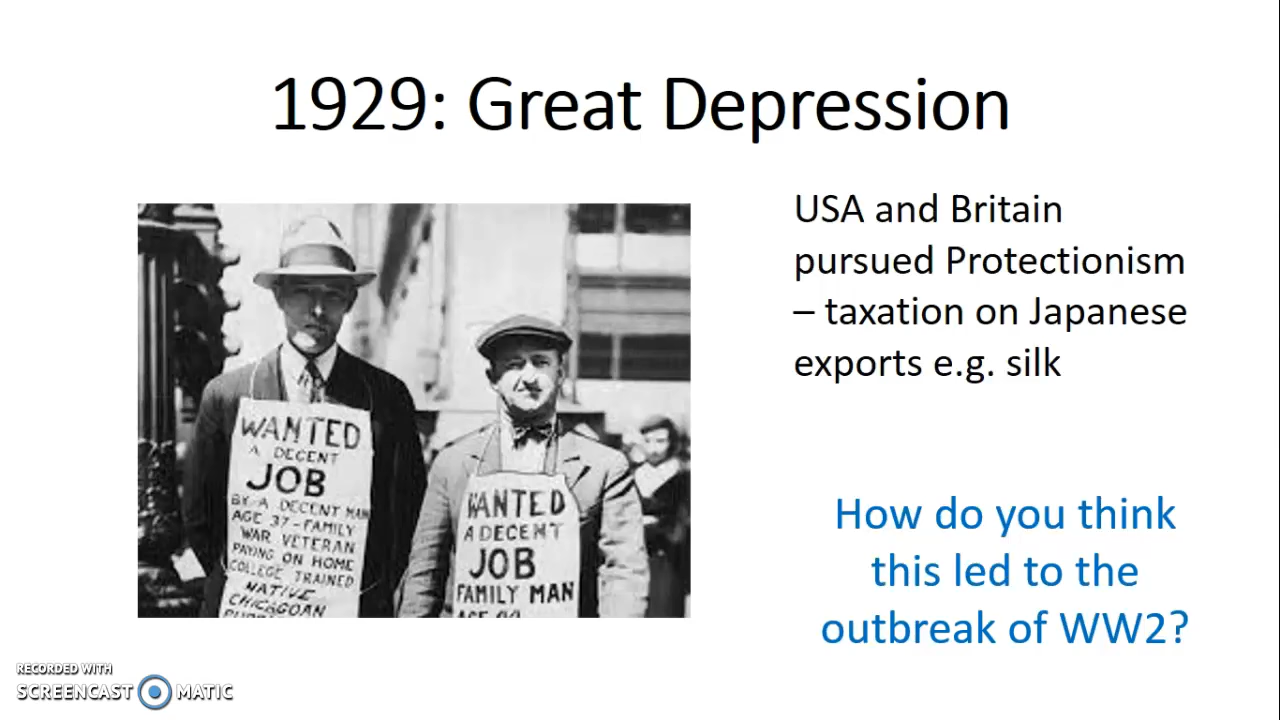 1929: Great Depression
USA and Britain
pursued Protectionism
– taxation on Japanese
exports e.g. silk
WANTED
A DECENT
JOB
BY A DECENT MAN
AGE 37 - FAMILY
WAR VETERAN
PAYING ON HOME
COLLEGE TRAINED
NATIVE
CHICAGOAN
WANTED
A DECENT
JOB
FAMILY MAN
How do you think
this led to the
outbreak of WW2?
RECORDED WITH
SCREENCAST MATIC